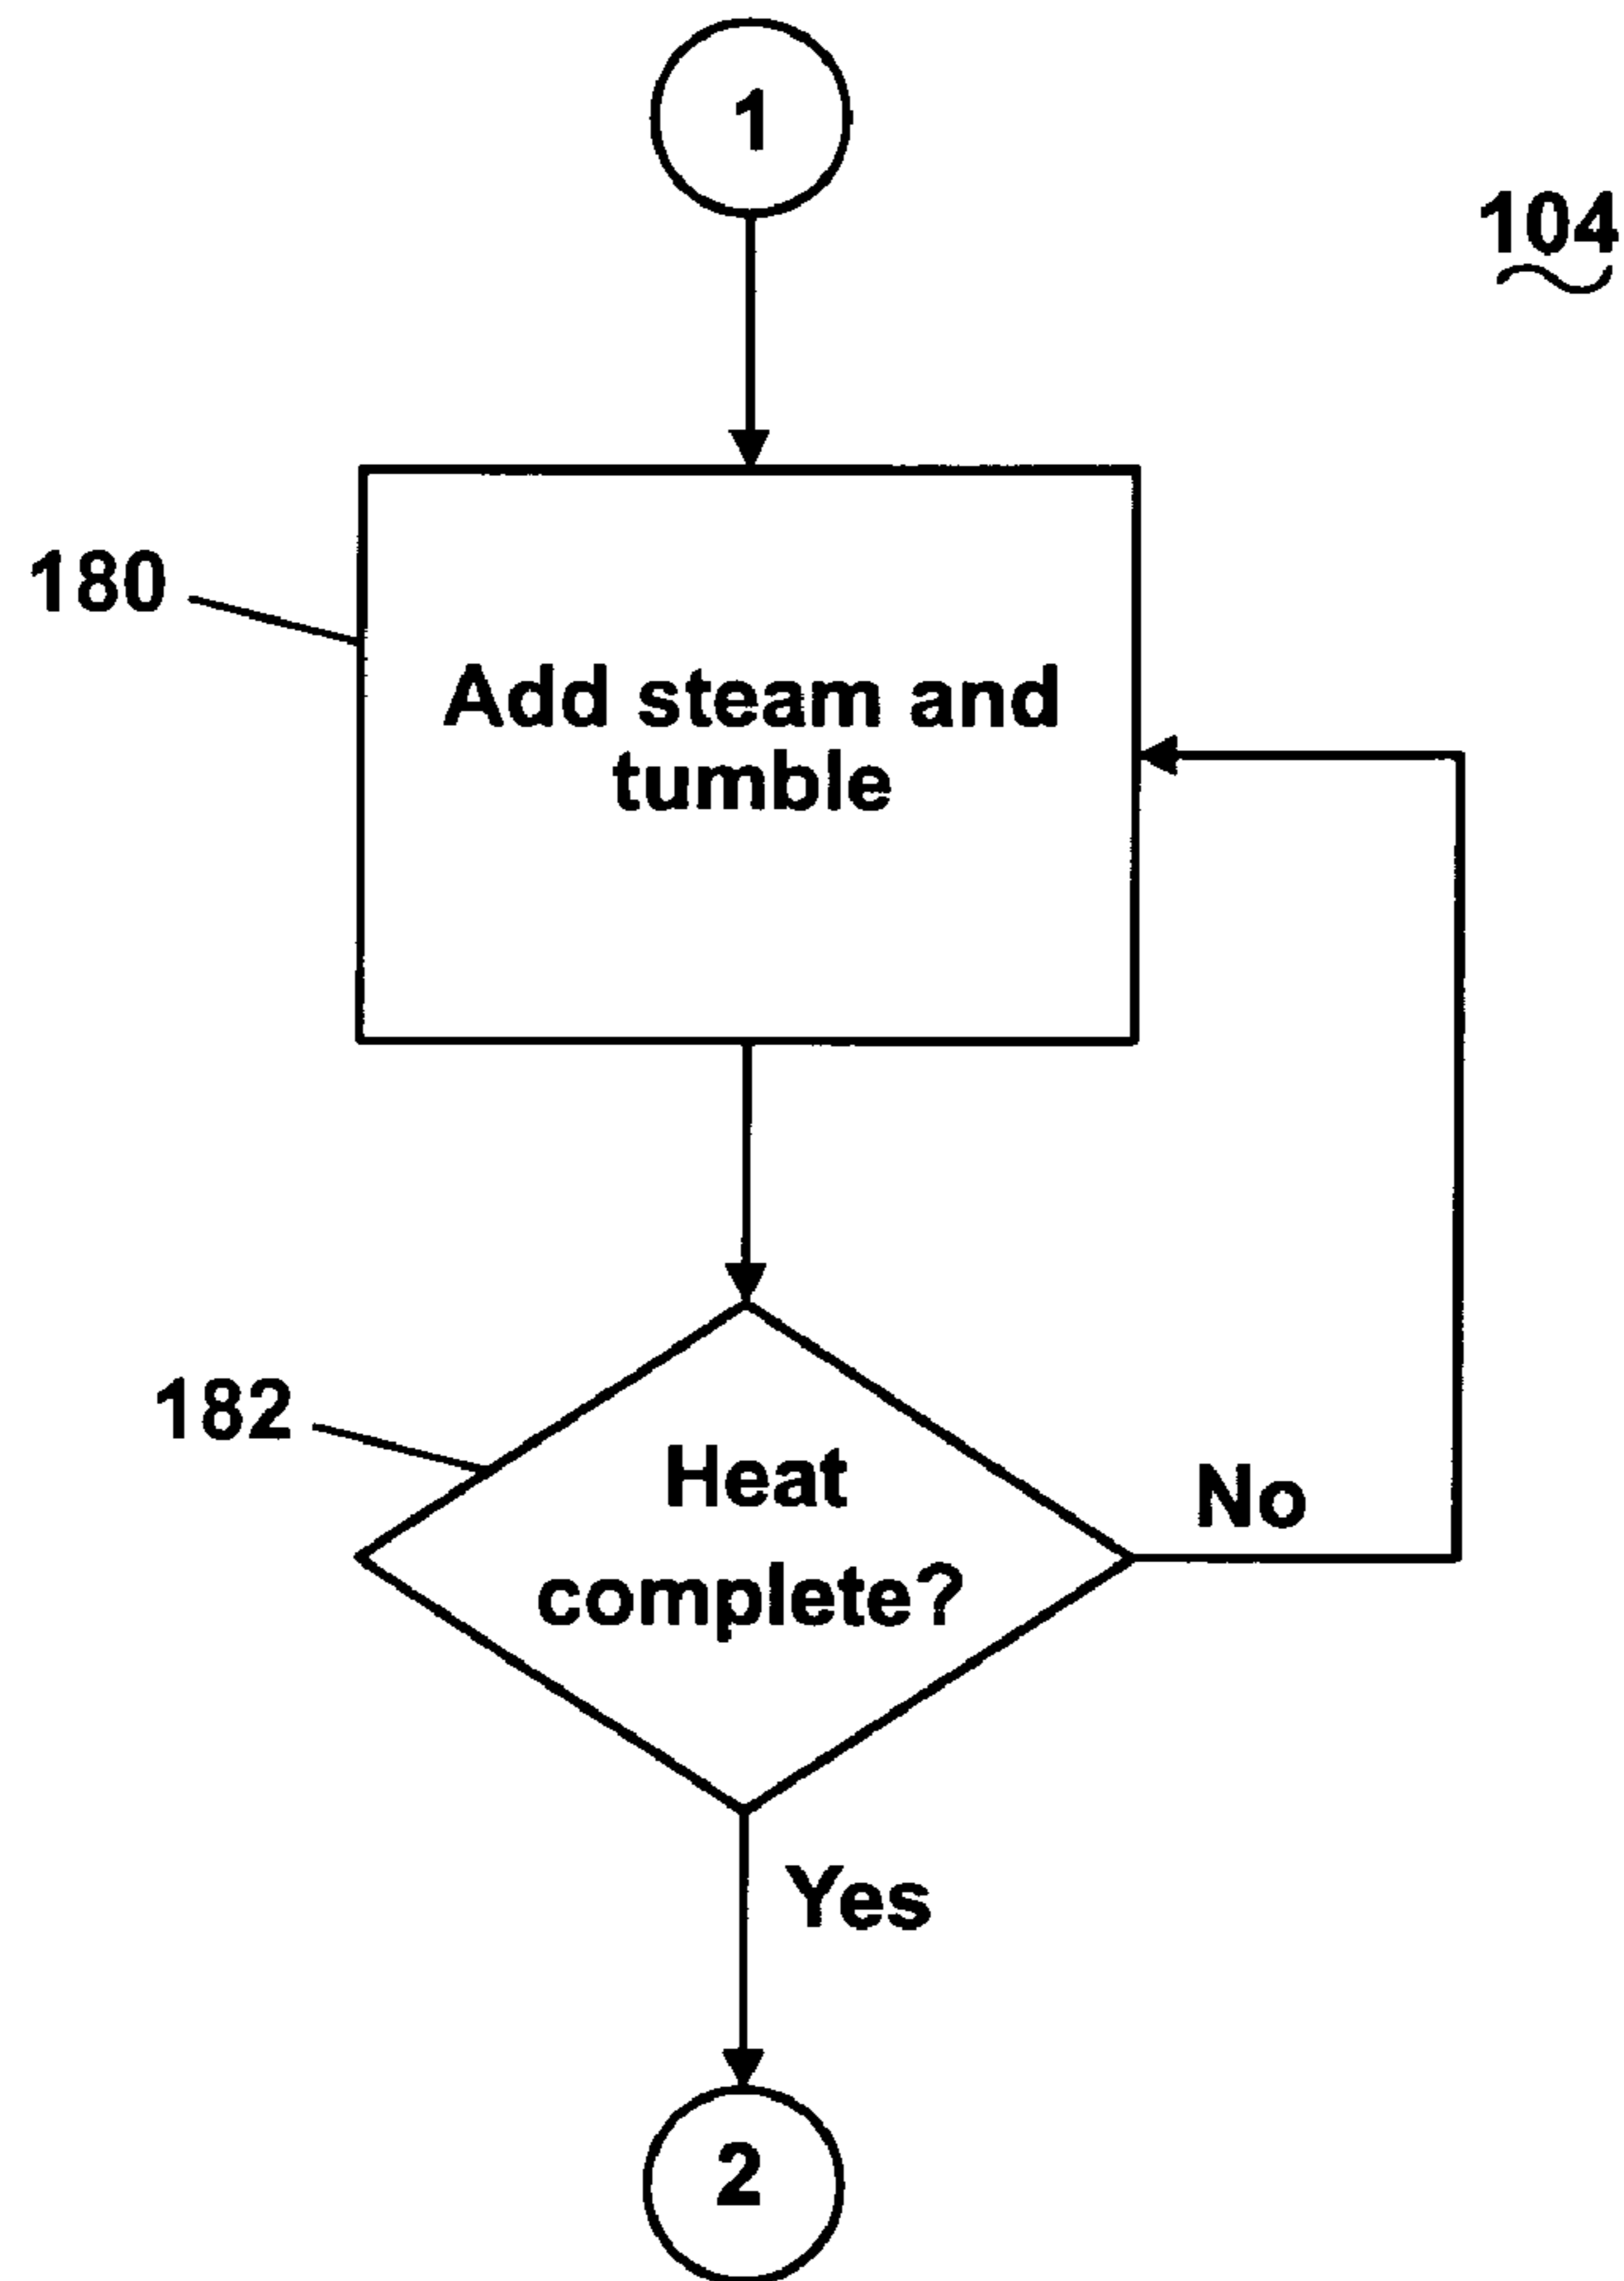 1
104
180
Add steam and
tumble
182
Heat
complete?
No
Yes
2